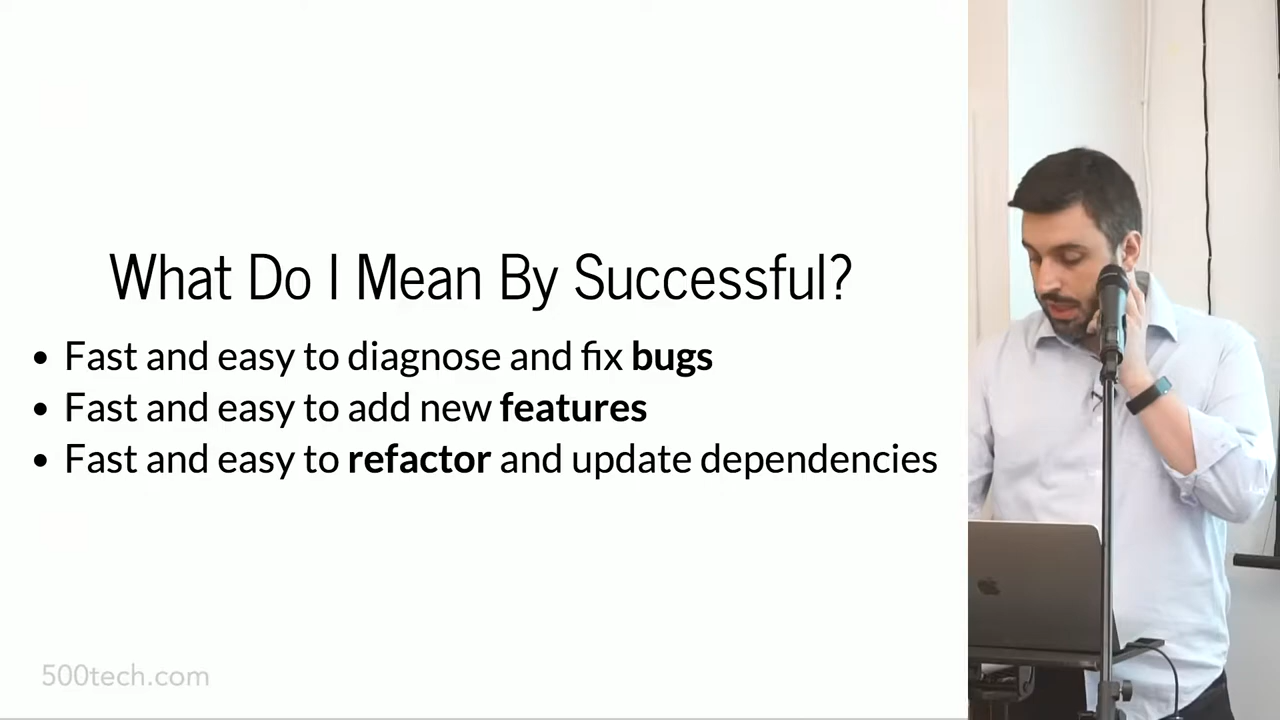 What Do I Mean By Successful?
• Fast and easy to diagnose and fix bugs
• Fast and easy to add new features
• Fast and easy to refactor and update dependencies
500tech.com